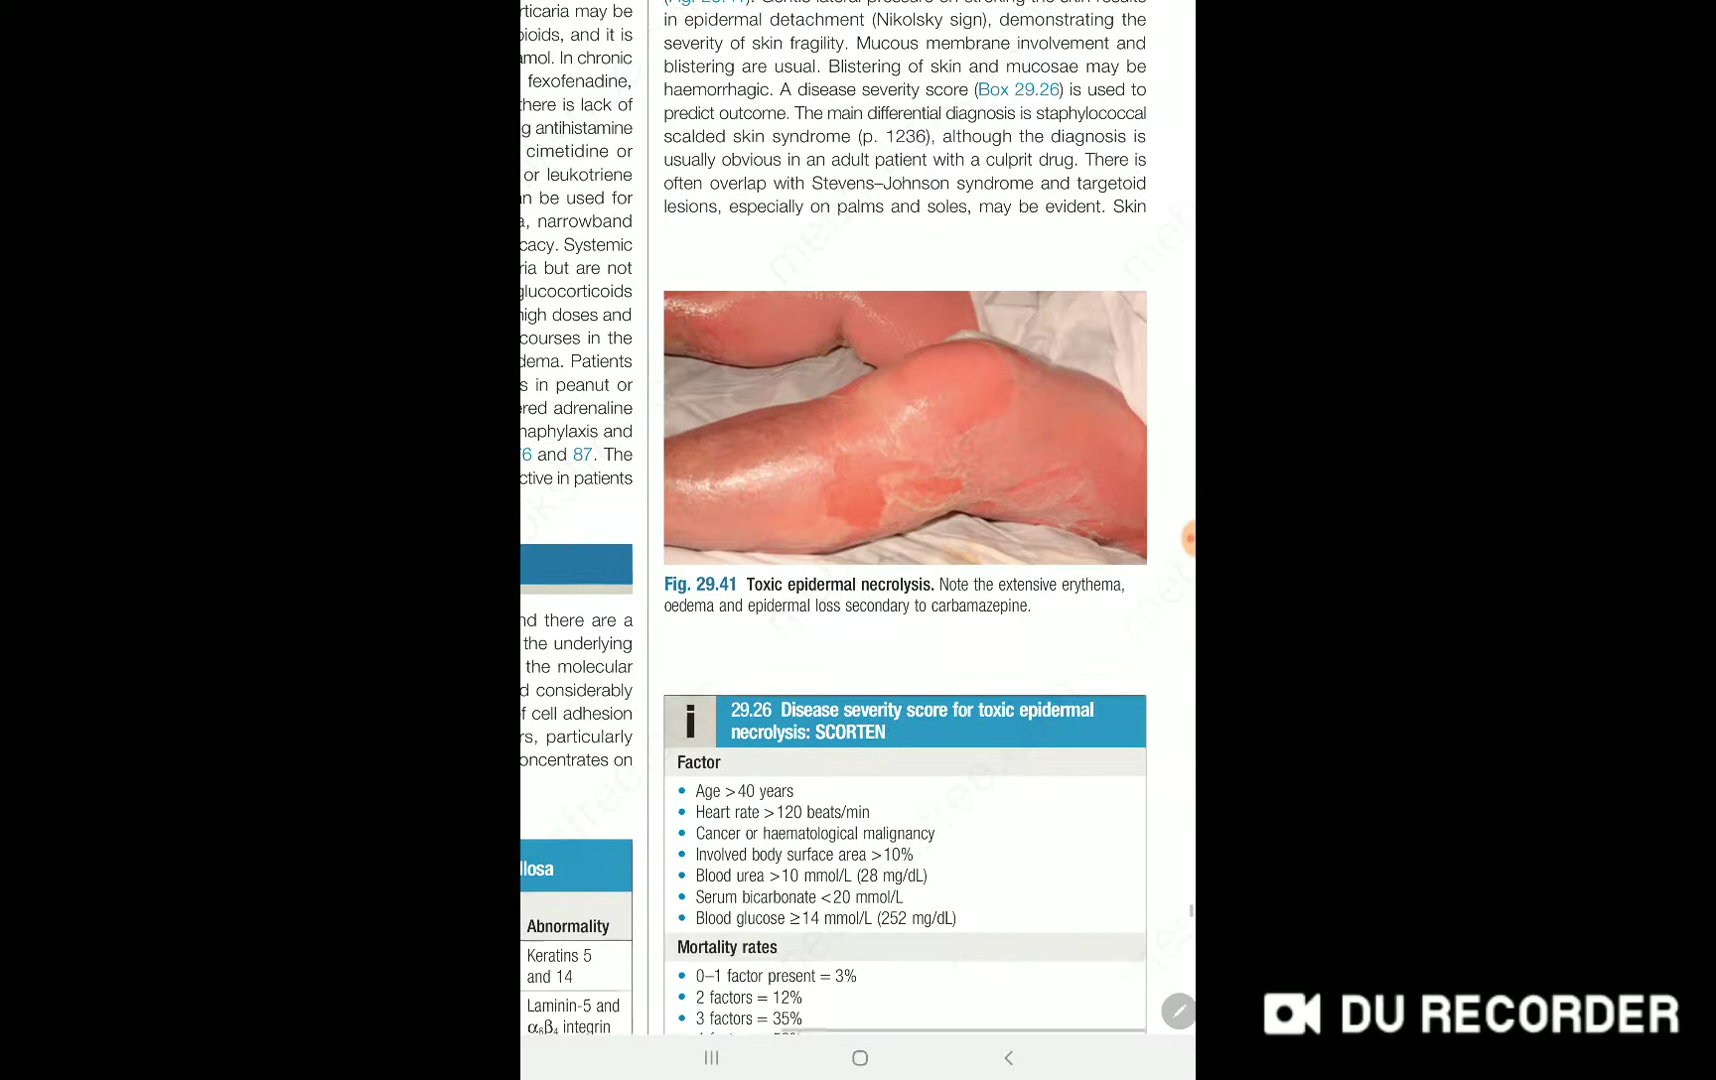 rticaria may be
pioids, and it is
amol. In chronic
fexofenadine,
there is lack of
g antihistamine
cimetidine or
or leukotriene
an be used for
a, narrowband
cacy. Systemic
ria but are not
glucocorticoids
high doses and
courses in the
dema. Patients
s in peanut or
ered adrenaline
naphylaxis and
76 and 87. The
ctive in patients
nd there are a
the underlying
the molecular
d considerably
f cell adhesion
rs, particularly
oncentrates on
llosa
Abnormality
Keratins 5
and 14
Laminin-5 and
α6β4 integrin
in epidermal detachment (Nikolsky sign), demonstrating the
severity of skin fragility. Mucous membrane involvement and
blistering are usual. Blistering of skin and mucosae may be
haemorrhagic. A disease severity score (Box 29.26) is used to
predict outcome. The main differential diagnosis is staphylococcal
scalded skin syndrome (p. 1236), although the diagnosis is
usually obvious in an adult patient with a culprit drug. There is
often overlap with Stevens–Johnson syndrome and targetoid
lesions, especially on palms and soles, may be evident. Skin
Fig. 29.41 Toxic epidermal necrolysis. Note the extensive erythema,
oedema and epidermal loss secondary to carbamazepine.
i
29.26 Disease severity score for toxic epidermal
necrolysis: SCORTEN
Factor
• Age >40 years
• Heart rate >120 beats/min
• Cancer or haematological malignancy
• Involved body surface area >10%
• Blood urea >10 mmol/L (28 mg/dL)
• Serum bicarbonate <20 mmol/L
• Blood glucose ≥14 mmol/L (252 mg/dL)
Mortality rates
• 0–1 factor present = 3%
• 2 factors = 12%
• 3 factors = 35%
DU RECORDER